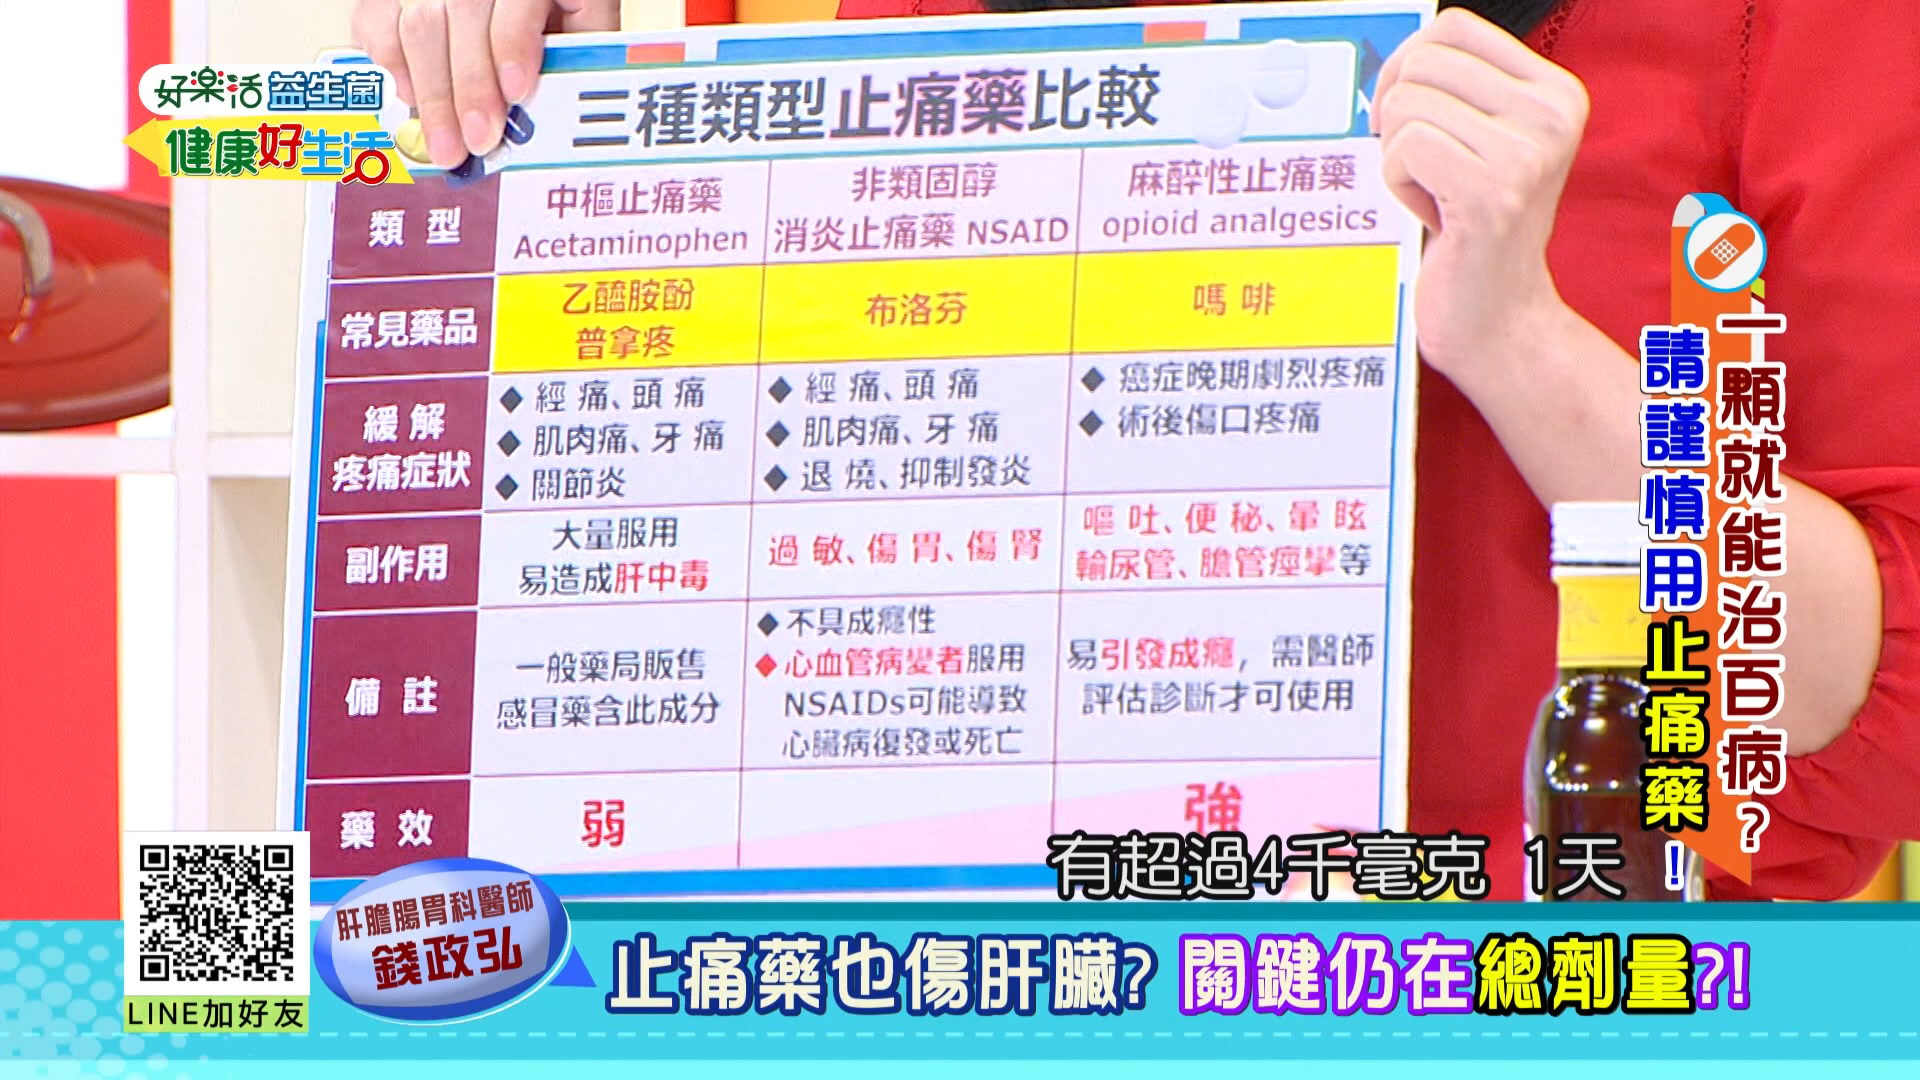 好樂活益生菌
健康好生活
三種類型止痛藥比較
類型
中樞止痛藥
Acetaminophen
非類固醇
消炎止痛藥 NSAID
麻醉性止痛藥
opioid analgesics
常見藥品
乙醯胺酚
普拿疼
布洛芬
嗎啡
緩解
疼痛症狀
◆ 經痛、頭痛
◆ 肌肉痛、牙痛
◆ 關節炎
◆ 經痛、頭痛
◆ 肌肉痛、牙痛
◆ 退燒、抑制發炎
◆ 癌症晚期劇烈疼痛
◆ 術後傷口疼痛
副作用
大量服用
易造成肝中毒
過敏、傷胃、傷腎
嘔吐、便秘、暈眩
輸尿管、膽管痙攣等
備註
一般藥局販售
感冒藥含此成分
◆ 不具成癮性
◆ 心血管病變者服用
NSAIDs可能導致
心臟病復發或死亡
易引發成癮，需醫師
評估診斷才可使用
藥效
弱
強
一顆就能治百病？
請謹慎用止痛藥！
有超過4千毫克 1天
肝膽腸胃科醫師
錢政弘
止痛藥也傷肝臟? 關鍵仍在總劑量?!
LINE加好友